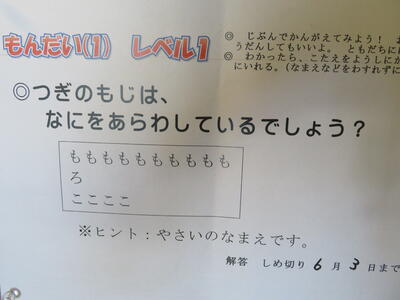 もんだい(1) レベル1
◎ じぶんでかんがえてみよう!
うだんしてもいいよ。 ともだちに
◎ わかったら、こたえをようしにか
にいれる。(なまえなどをわすれずに
◎つぎのもじは、
なにをあらわしているでしょう?
もももももももももも
ろ
ここここ
※ヒント:やさいのなまえです。
解答 しめ切り 6 月 3 日まで